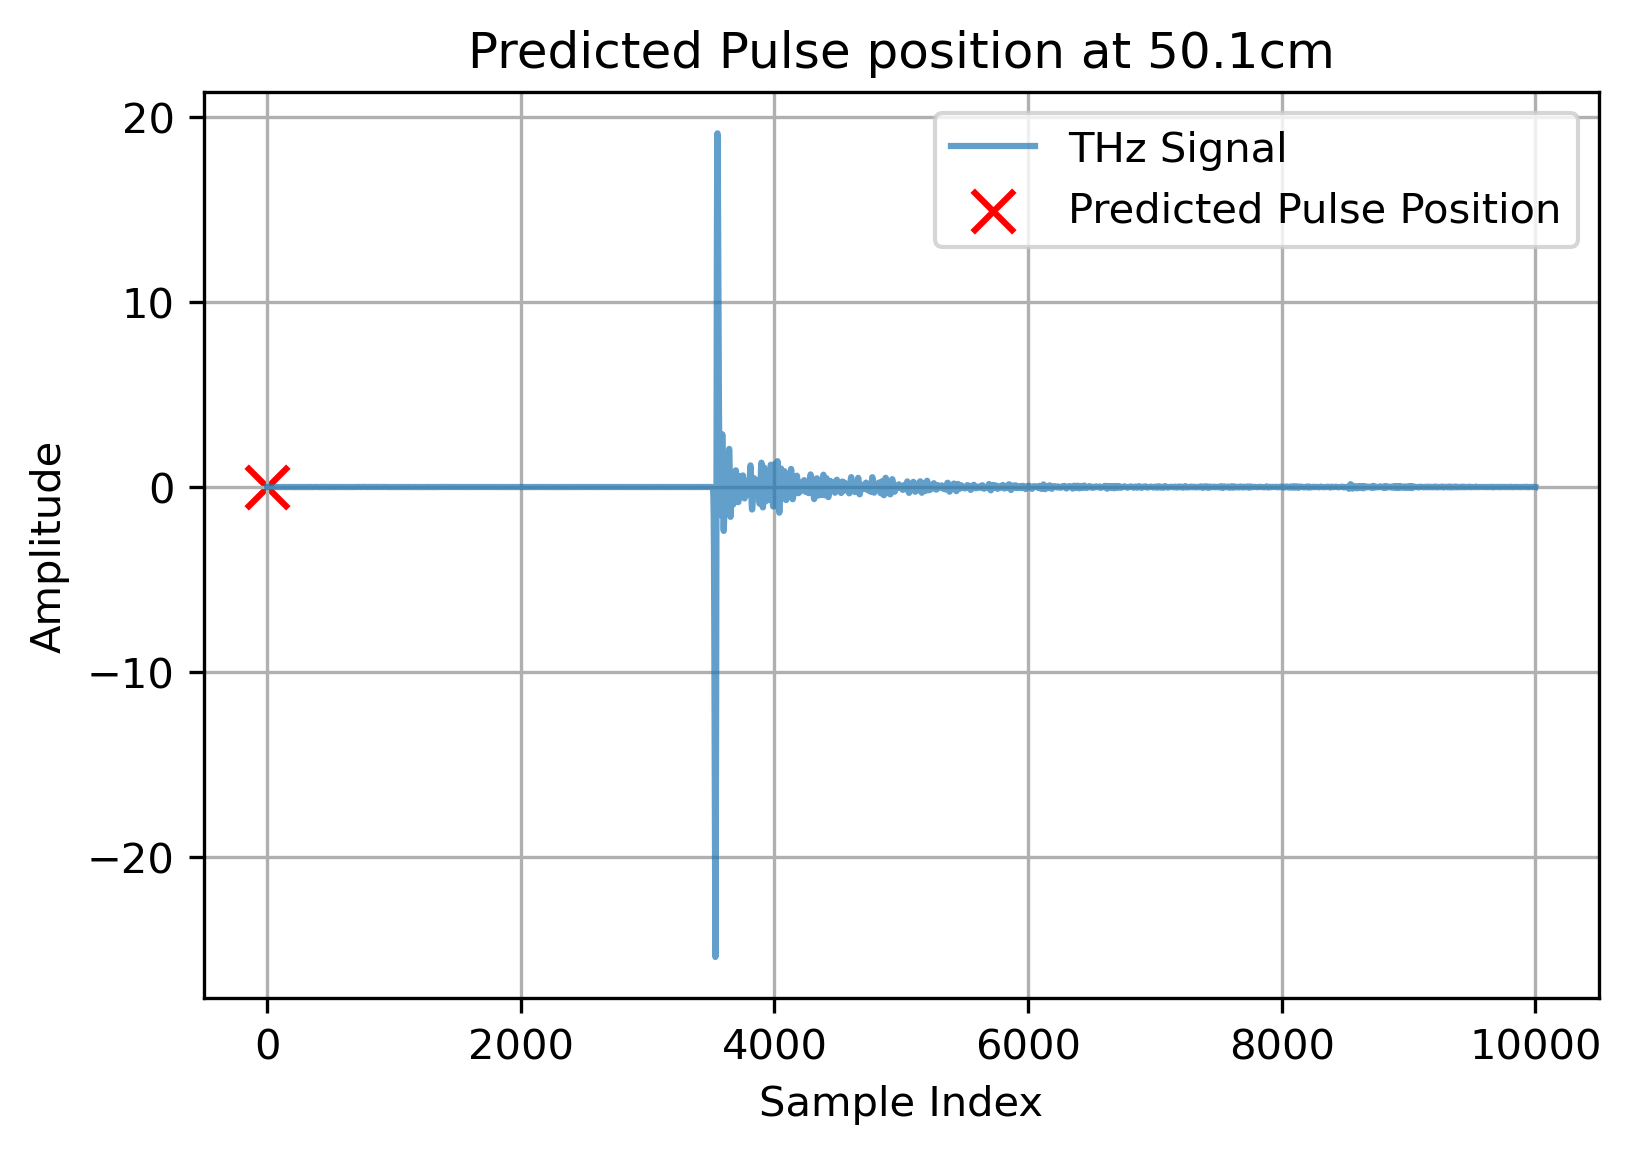 Predicted Pulse position at 50.1cm
THz Signal
Predicted Pulse Position
20
10
0
−10
−20
Amplitude
0
2000
4000
6000
8000
10000
Sample Index